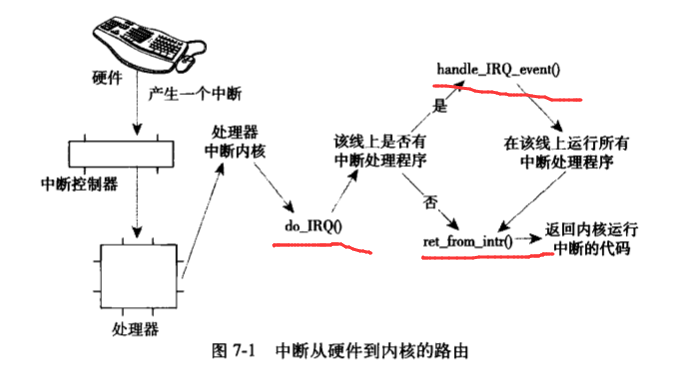 硬件
产生一个中断
中断控制器
处理器
处理器
中断内核
do_IRQ()
该线上是否有
中断处理程序
是
否
handle_IRQ_event()
在该线上运行所有
中断处理程序
ret_from_intr()
返回内核运行
中断的代码
图 7-1 中断从硬件到内核的路由